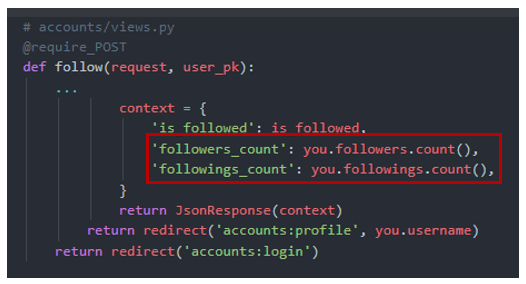 # accounts/views.py
@require_POST
def follow(request, user_pk):
...
context = {
'is_followed': is_followed,
'followers_count': you.followers.count(),
'followings_count': you.followings.count(),
}
return JsonResponse(context)
return redirect('accounts:profile', you.username)
return redirect('accounts:login')